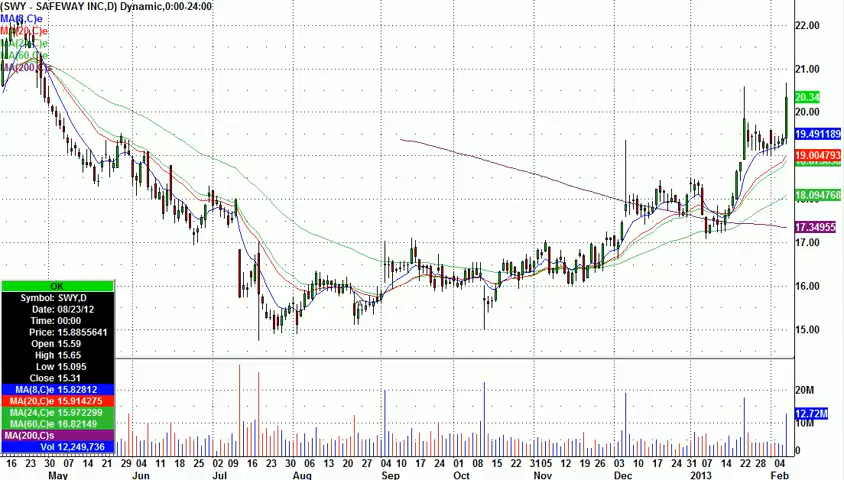 (SWY - SAFEWAY INC,D) Dynamic,0:00-24:00
MA(8,C)e
MA(20,C)e
MA(24,C)e
MA(60,C)e
MA(200,C)s
22.00
21.00
20.34
20.00
19.491189
19.004793
18.094768
17.34955
17.00
16.00
15.00
OK
Symbol: SWY,D
Date: 08/23/12
Time: 00:00
Price: 15.8855641
Open 15.59
High 15.65
Low 15.095
Close 15.31
MA(8,C)e 15.82812
MA(20,C)e 15.914275
MA(24,C)e 15.972299
MA(60,C)e 16.82149
MA(200,C)s
Vol 12,249,736
20M
12.72M
0
16 23 30 07 14 21 29 04 11 18 25 02 09 16 23 30 06 13 20 27 04 10 17 24 01 08 15 22 31 05 12 19 26 03 10 17 24 31 07 14 22 28 04
May Jun Jul Aug Sep Oct Nov Dec 2013 Feb